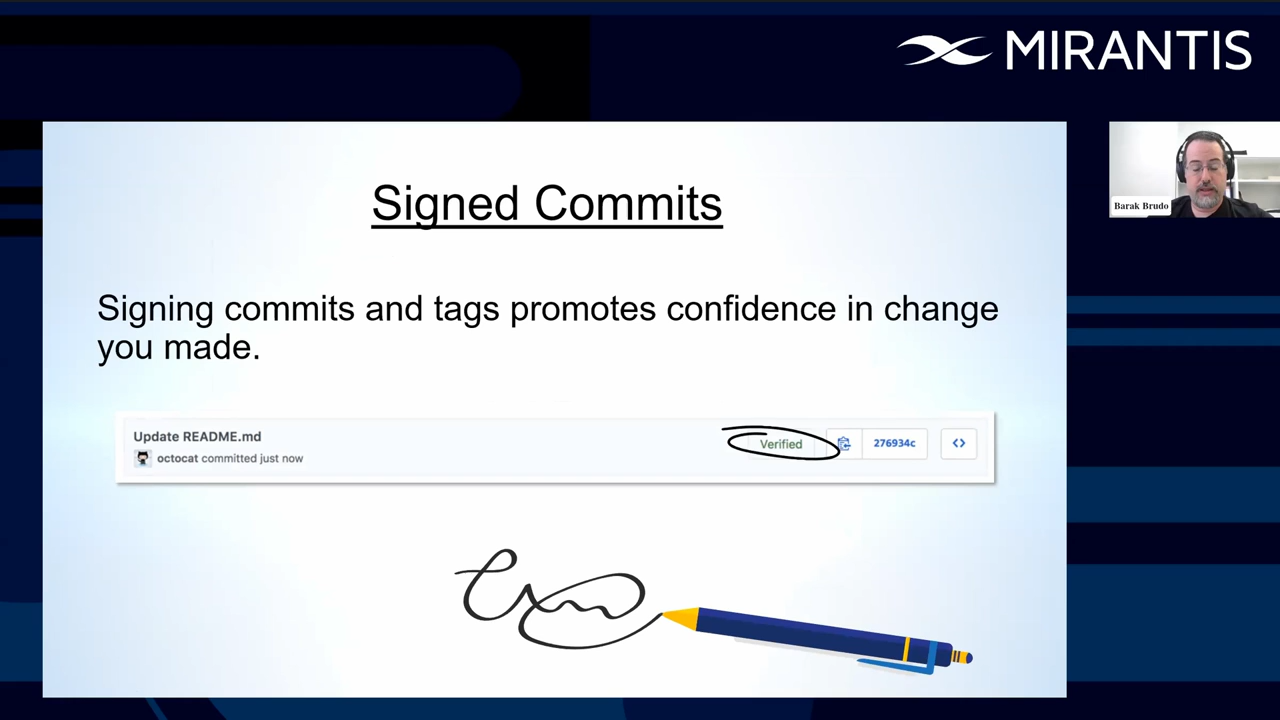 MIRANTIS
Signed Commits
Signing commits and tags promotes confidence in change
you made.
Update README.md
octocat committed just now
Verified
276934c
<>
Barak Brudo